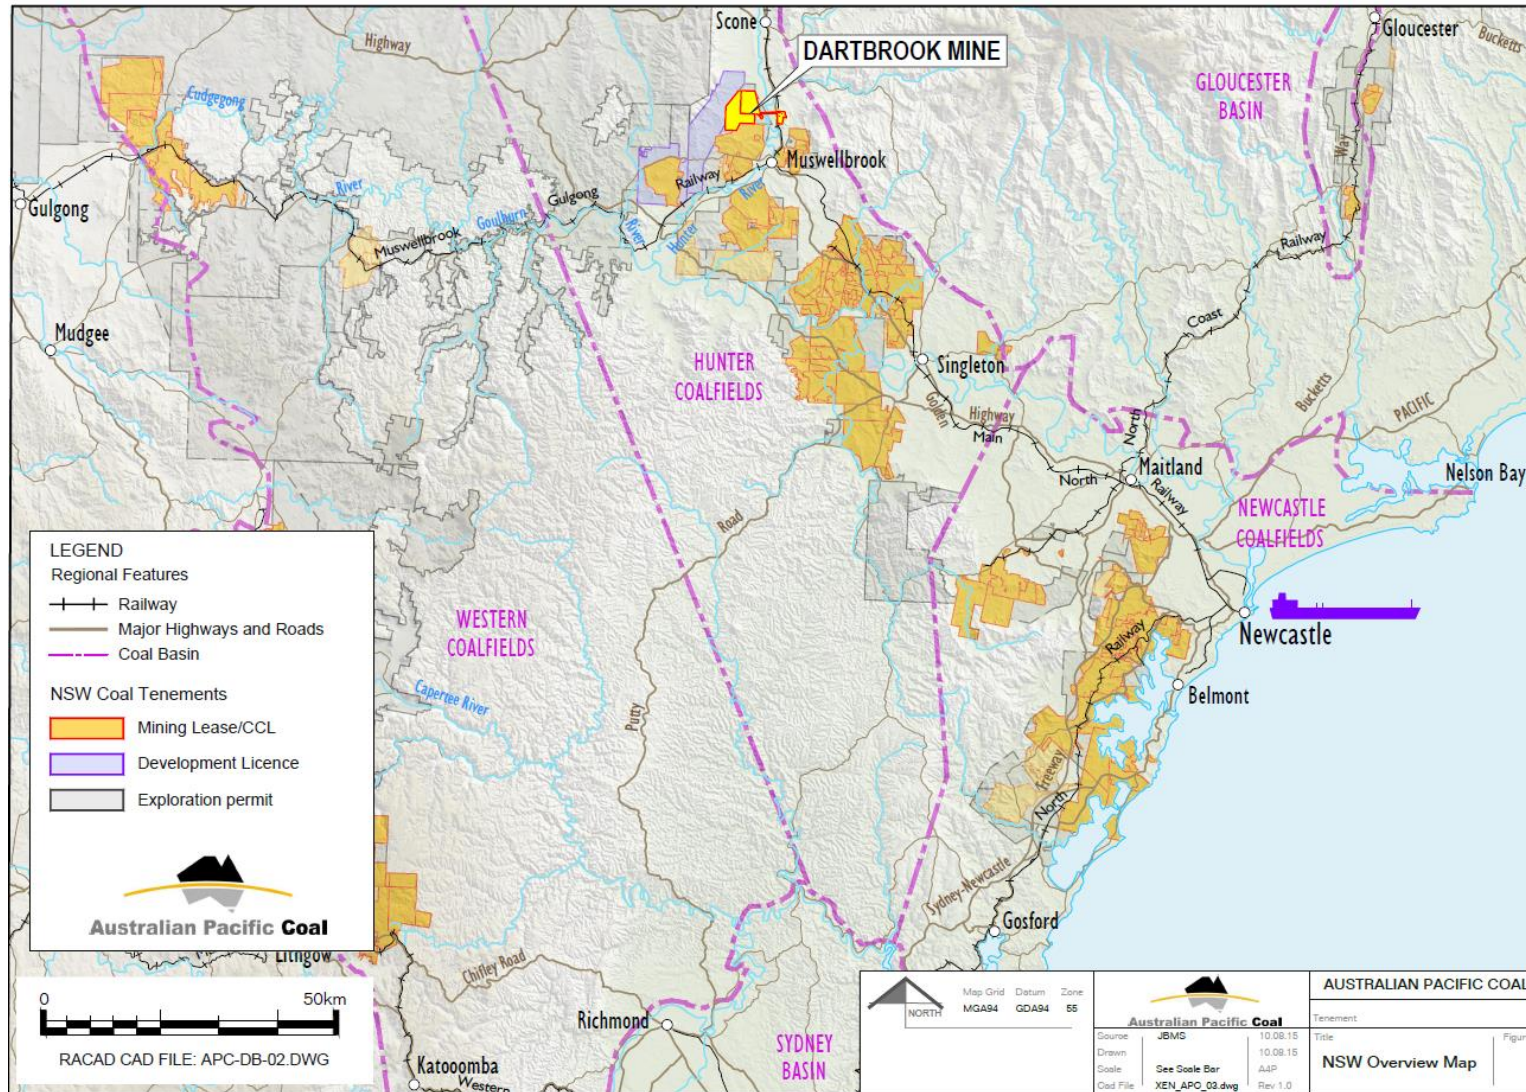 Scone
Gloucester
Bucketts
Highway
DARTBROOK MINE
GLOUCESTER
BASIN
Cudgegong
Way
Muswellbrook
Railway
River
River
Gulgong
Gulgong
Goulburn
River
Hunter
Muswellbrook
Railway
Coast
Mudgee
Singleton
HUNTER
COALFIELDS
Golden
Highway
Main
Bucketts
PACIFIC
North
Maitland
Nelson Bay
North
Railway
NEWCASTLE
COALFIELDS
Road
LEGEND
Regional Features
Railway
Major Highways and Roads
Coal Basin
NSW Coal Tenements
Mining Lease/CCL
Development Licence
Exploration permit
Australian Pacific Coal
WESTERN
COALFIELDS
Newcastle
Railway
Capertee River
Belmont
Putty
Freeway
North
Sydney-Newcastle
Gosford
Lithgow
Chifley Road
0 50km
RACAD CAD FILE: APC-DB-02.DWG
Richmond
SYDNEY
BASIN
Katooomba
Western
NORTH
Map Grid Datum Zone
MGA94 GDA94 55
Australian Pacific Coal
Source JBMS 10.08.15
Drawn 10.08.15
Scale See Scale Bar A4P
Cad File XEN_APC_03.dwg Rev 1.0
AUSTRALIAN PACIFIC COAL
Tenement
Title
NSW Overview Map